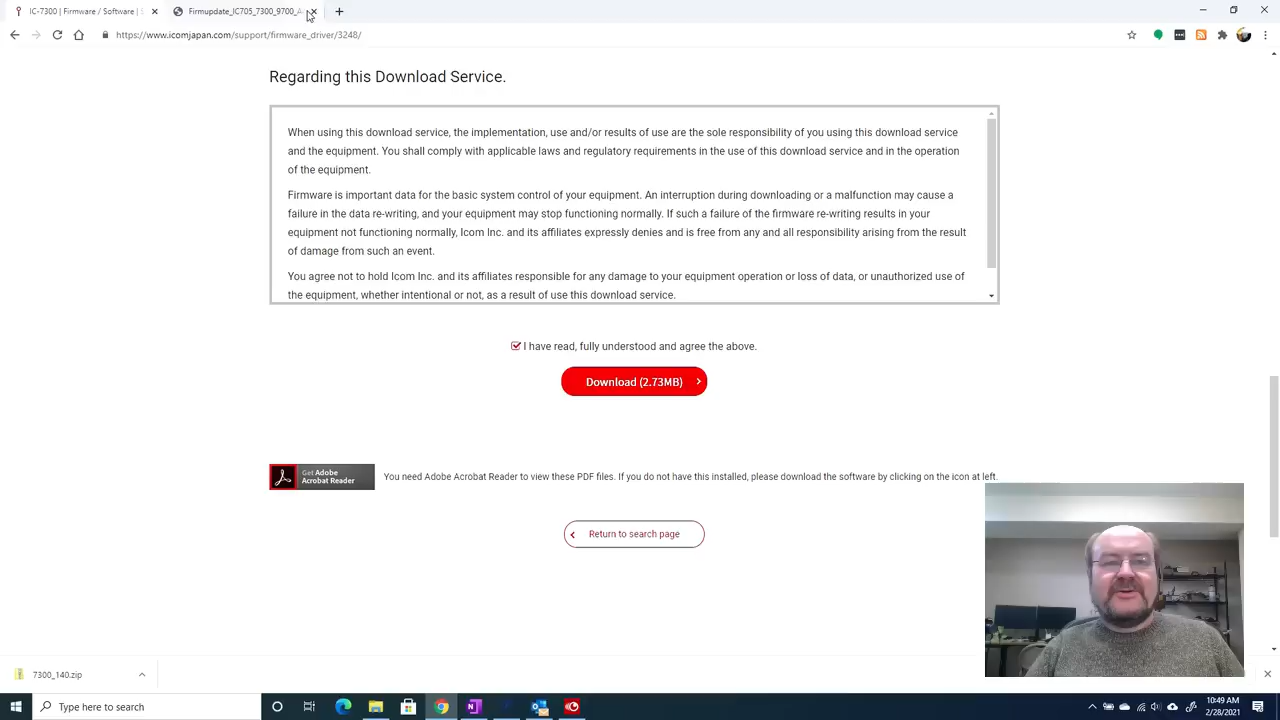 IC-7300 | Firmware / Software |
Firmupdate_IC705_7300_9700_
https://www.icomjapan.com/support/firmware_driver/3248/
Regarding this Download Service.
When using this download service, the implementation, use and/or results of use are the sole responsibility of you using this download service
and the equipment. You shall comply with applicable laws and regulatory requirements in the use of this download service and in the operation
of the equipment.
Firmware is important data for the basic system control of your equipment. An interruption during downloading or a malfunction may cause a
failure in the data re-writing, and your equipment may stop functioning normally. If such a failure of the firmware re-writing results in your
equipment not functioning normally, Icom Inc. and its affiliates expressly denies and is free from any and all responsibility arising from the result
of damage from such an event.
You agree not to hold Icom Inc. and its affiliates responsible for any damage to your equipment operation or loss of data, or unauthorized use of
the equipment, whether intentional or not, as a result of use this download service.
I have read, fully understood and agree the above.
Download (2.73MB)
Get Adobe
Acrobat Reader
You need Adobe Acrobat Reader to view these PDF files. If you do not have this installed, please download the software by clicking on the icon at left.
Return to search page
7300_140.zip
Type here to search
10:49 AM
2/28/2021